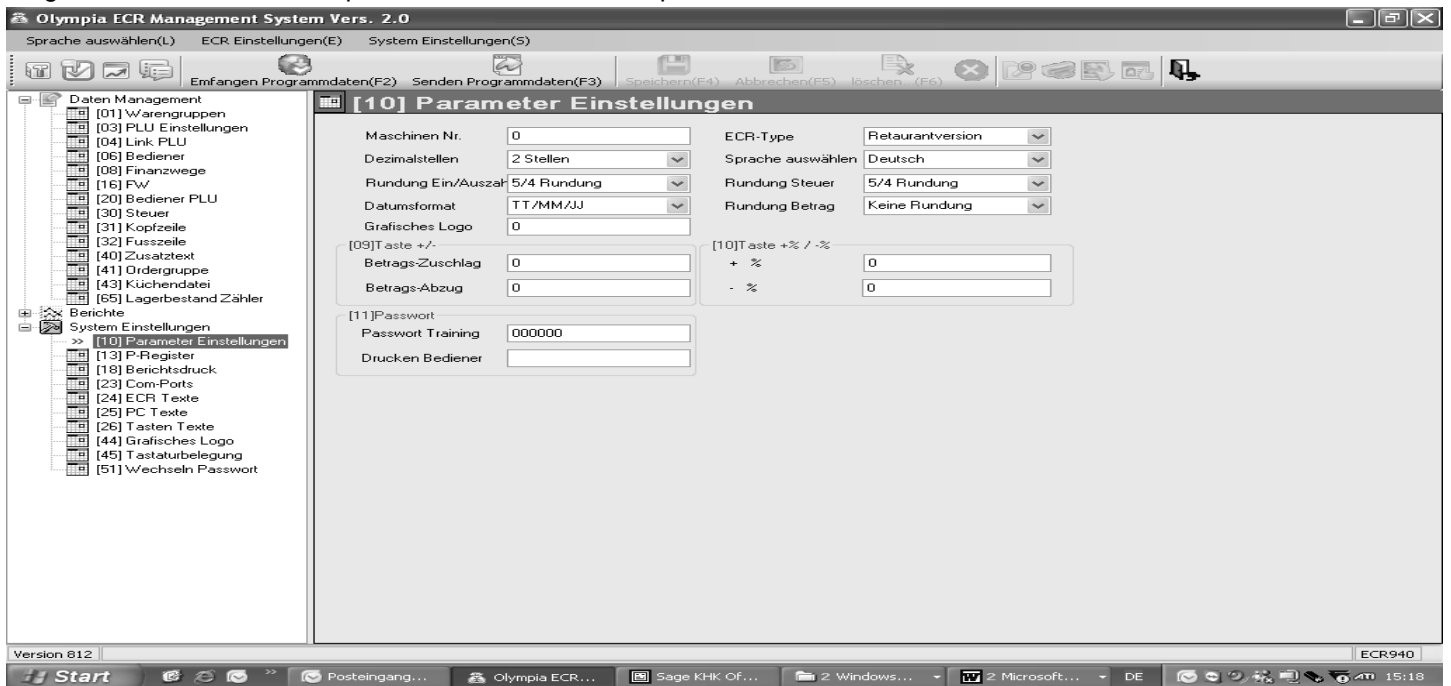 Olympia ECR Management System Vers. 2.0
Sprache auswählen(L) ECR Einstellungen(E) System Einstellungen(S)
Emfangen Programmdaten(F2) Senden Programmdaten(F3) Speichern(F4) Abbrechen(F5) löschen (F6)
Daten Management
[01] Warengruppen
[03] PLU Einstellungen
[04] Link PLU
[06] Bediener
[08] Finanzwege
[16] FW
[20] Bediener PLU
[30] Steuer
[31] Kopfzeile
[32] Fusszeile
[40] Zusatztext
[41] Ordergruppe
[43] Küchendatei
[65] Lagerbestand Zähler
Berichte
System Einstellungen
>> [10] Parameter Einstellungen
[13] P-Register
[18] Berichtsdruck
[23] Com-Ports
[24] ECR Texte
[25] PC Texte
[26] Tasten Texte
[44] Grafisches Logo
[45] Tastaturbelegung
[51] Wechseln Passwort
[10] Parameter Einstellungen
Maschinen Nr. 0 ECR-Type Retaurantversion
Dezimalstellen 2 Stellen Sprache auswählen Deutsch
Rundung Ein/Auszah 5/4 Rundung Rundung Steuer 5/4 Rundung
Datumsformat TT/MM/JJ Rundung Betrag Keine Rundung
Grafisches Logo 0
[09]Taste +/- [10]Taste +% / -%
Betrags-Zuschlag 0 + % 0
Betrags-Abzug 0 - % 0
[11]Passwort
Passwort Training 000000
Drucken Bediener
Version 812 ECR940
Start Posteingang... Olympia ECR... Sage KHK Of... 2 Windows... 2 Microsoft... DE 15:18